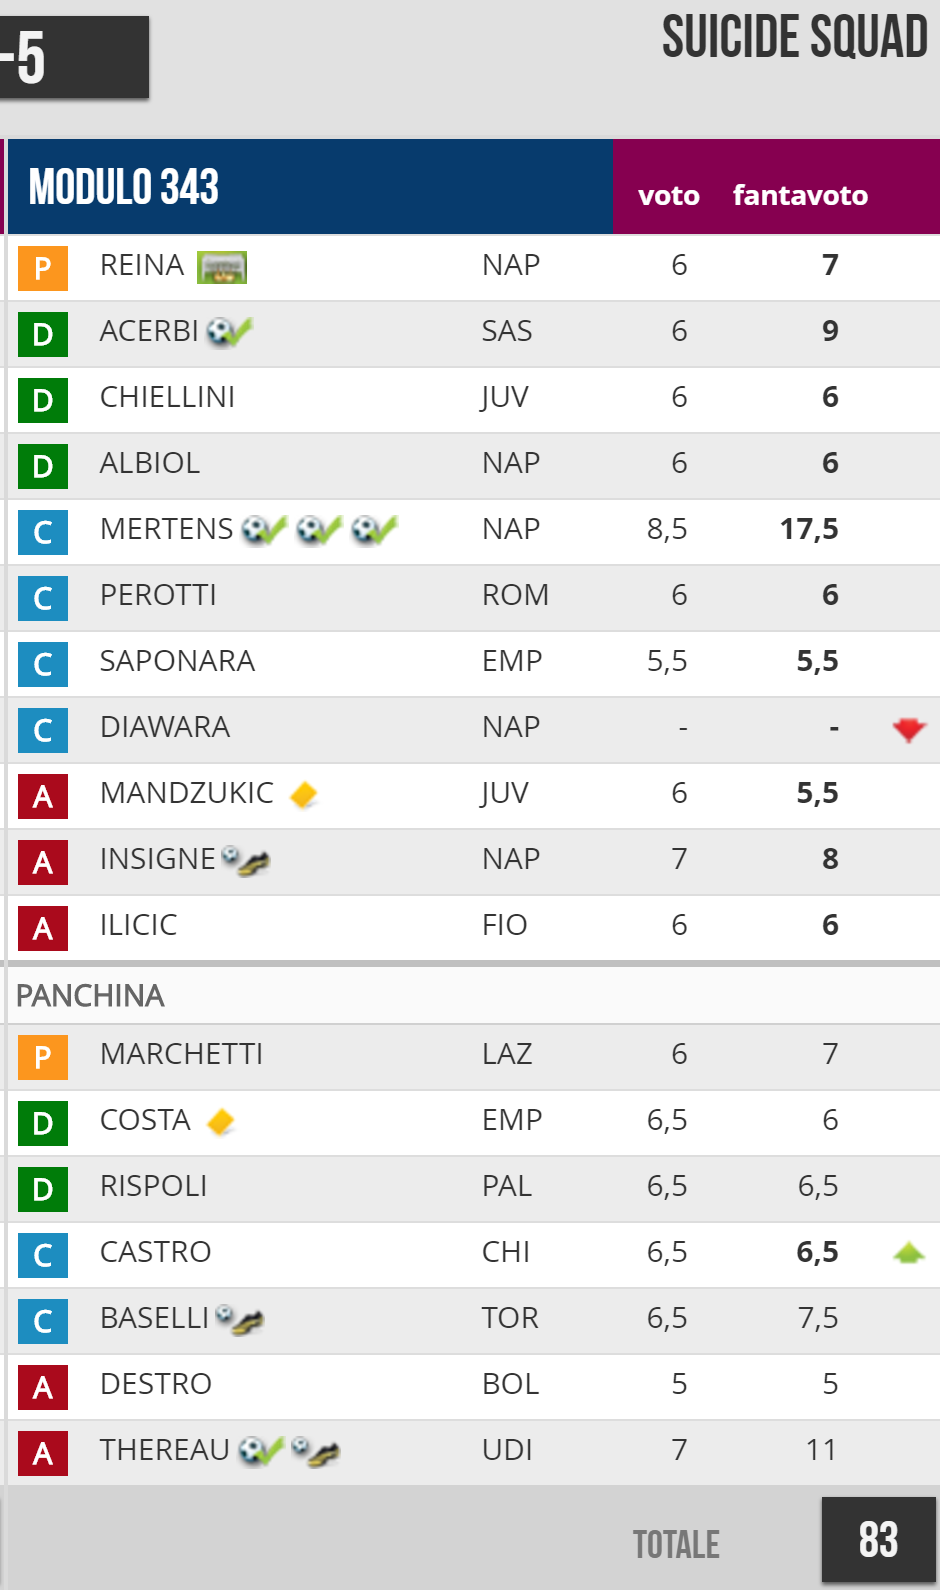 -5
SUICIDE SQUAD
MODULO 343 voto fantavoto
P REINA NAP 6 7
D ACERBI SAS 6 9
D CHIELLINI JUV 6 6
D ALBIOL NAP 6 6
C MERTENS NAP 8,5 17,5
C PEROTTI ROM 6 6
C SAPONARA EMP 5,5 5,5
C DIAWARA NAP - -
A MANDZUKIC JUV 6 5,5
A INSIGNE NAP 7 8
A ILICIC FIO 6 6
PANCHINA
P MARCHETTI LAZ 6 7
D COSTA EMP 6,5 6
D RISPOLI PAL 6,5 6,5
C CASTRO CHI 6,5 6,5
C BASELLI TOR 6,5 7,5
A DESTRO BOL 5 5
A THEREAU UDI 7 11
TOTALE 83